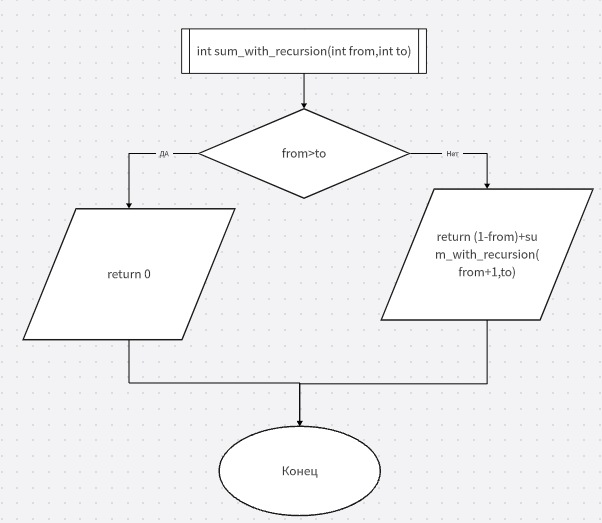 int sum_with_recursion(int from,int to)
from>to
ДА
Нет
return 0
return (1-from)+su
m_with_recursion(
from+1,to)
Конец